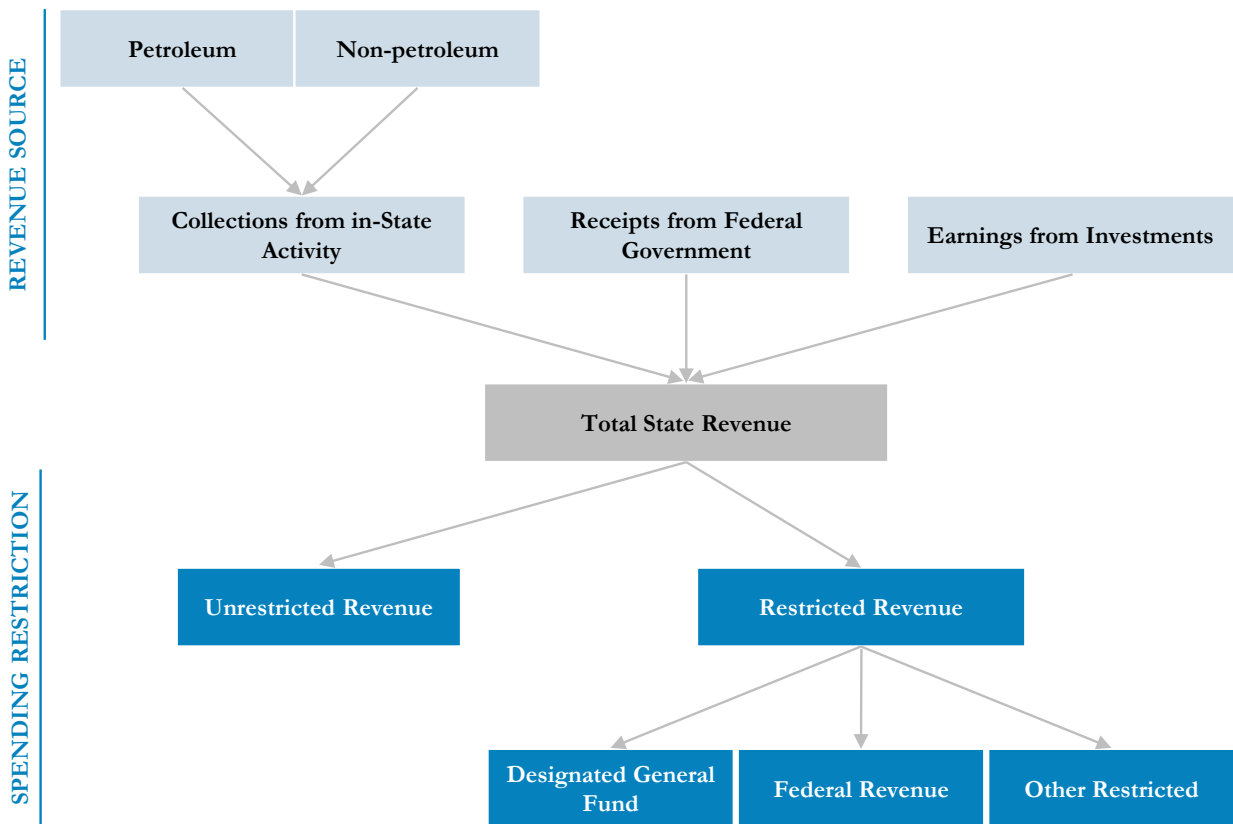 REVENUE SOURCE
Petroleum
Non-petroleum
Collections from in-State
Activity
Receipts from Federal
Government
Earnings from Investments
Total State Revenue
SPENDING RESTRICTION
Unrestricted Revenue
Restricted Revenue
Designated General
Fund
Federal Revenue
Other Restricted